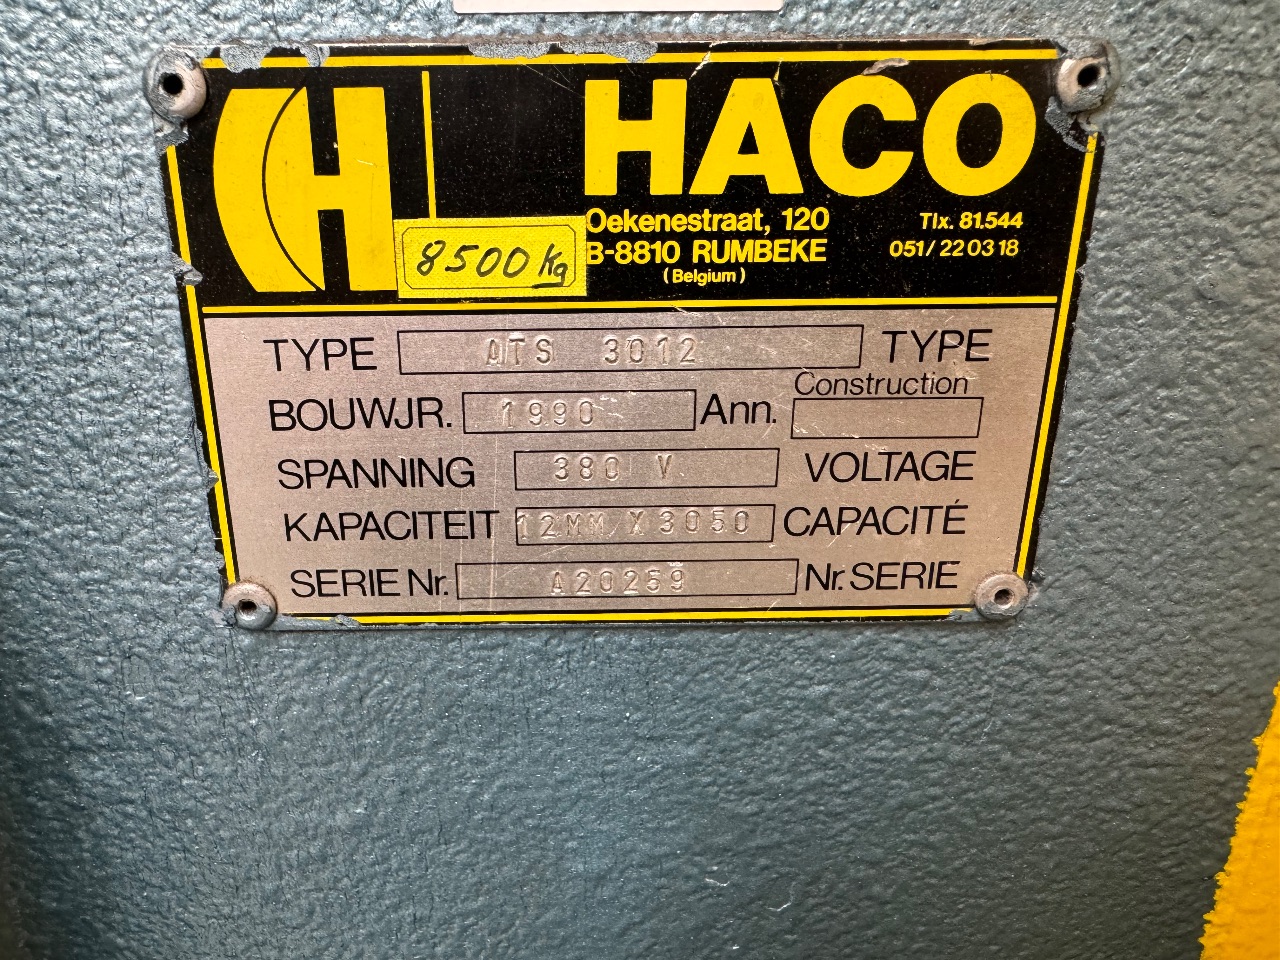 HACO
Oekenestraat, 120 Tlx. 81.544
B-8810 RUMBEKE 051/ 22 03 18
(Belgium)
8500 Kg
TYPE ATS 3012 TYPE
BOUWJR. 1990 Ann. Construction
SPANNING 380 V VOLTAGE
KAPACITEIT 12MM X 3050 CAPACITÉ
SERIE Nr. A20259 Nr. SERIE